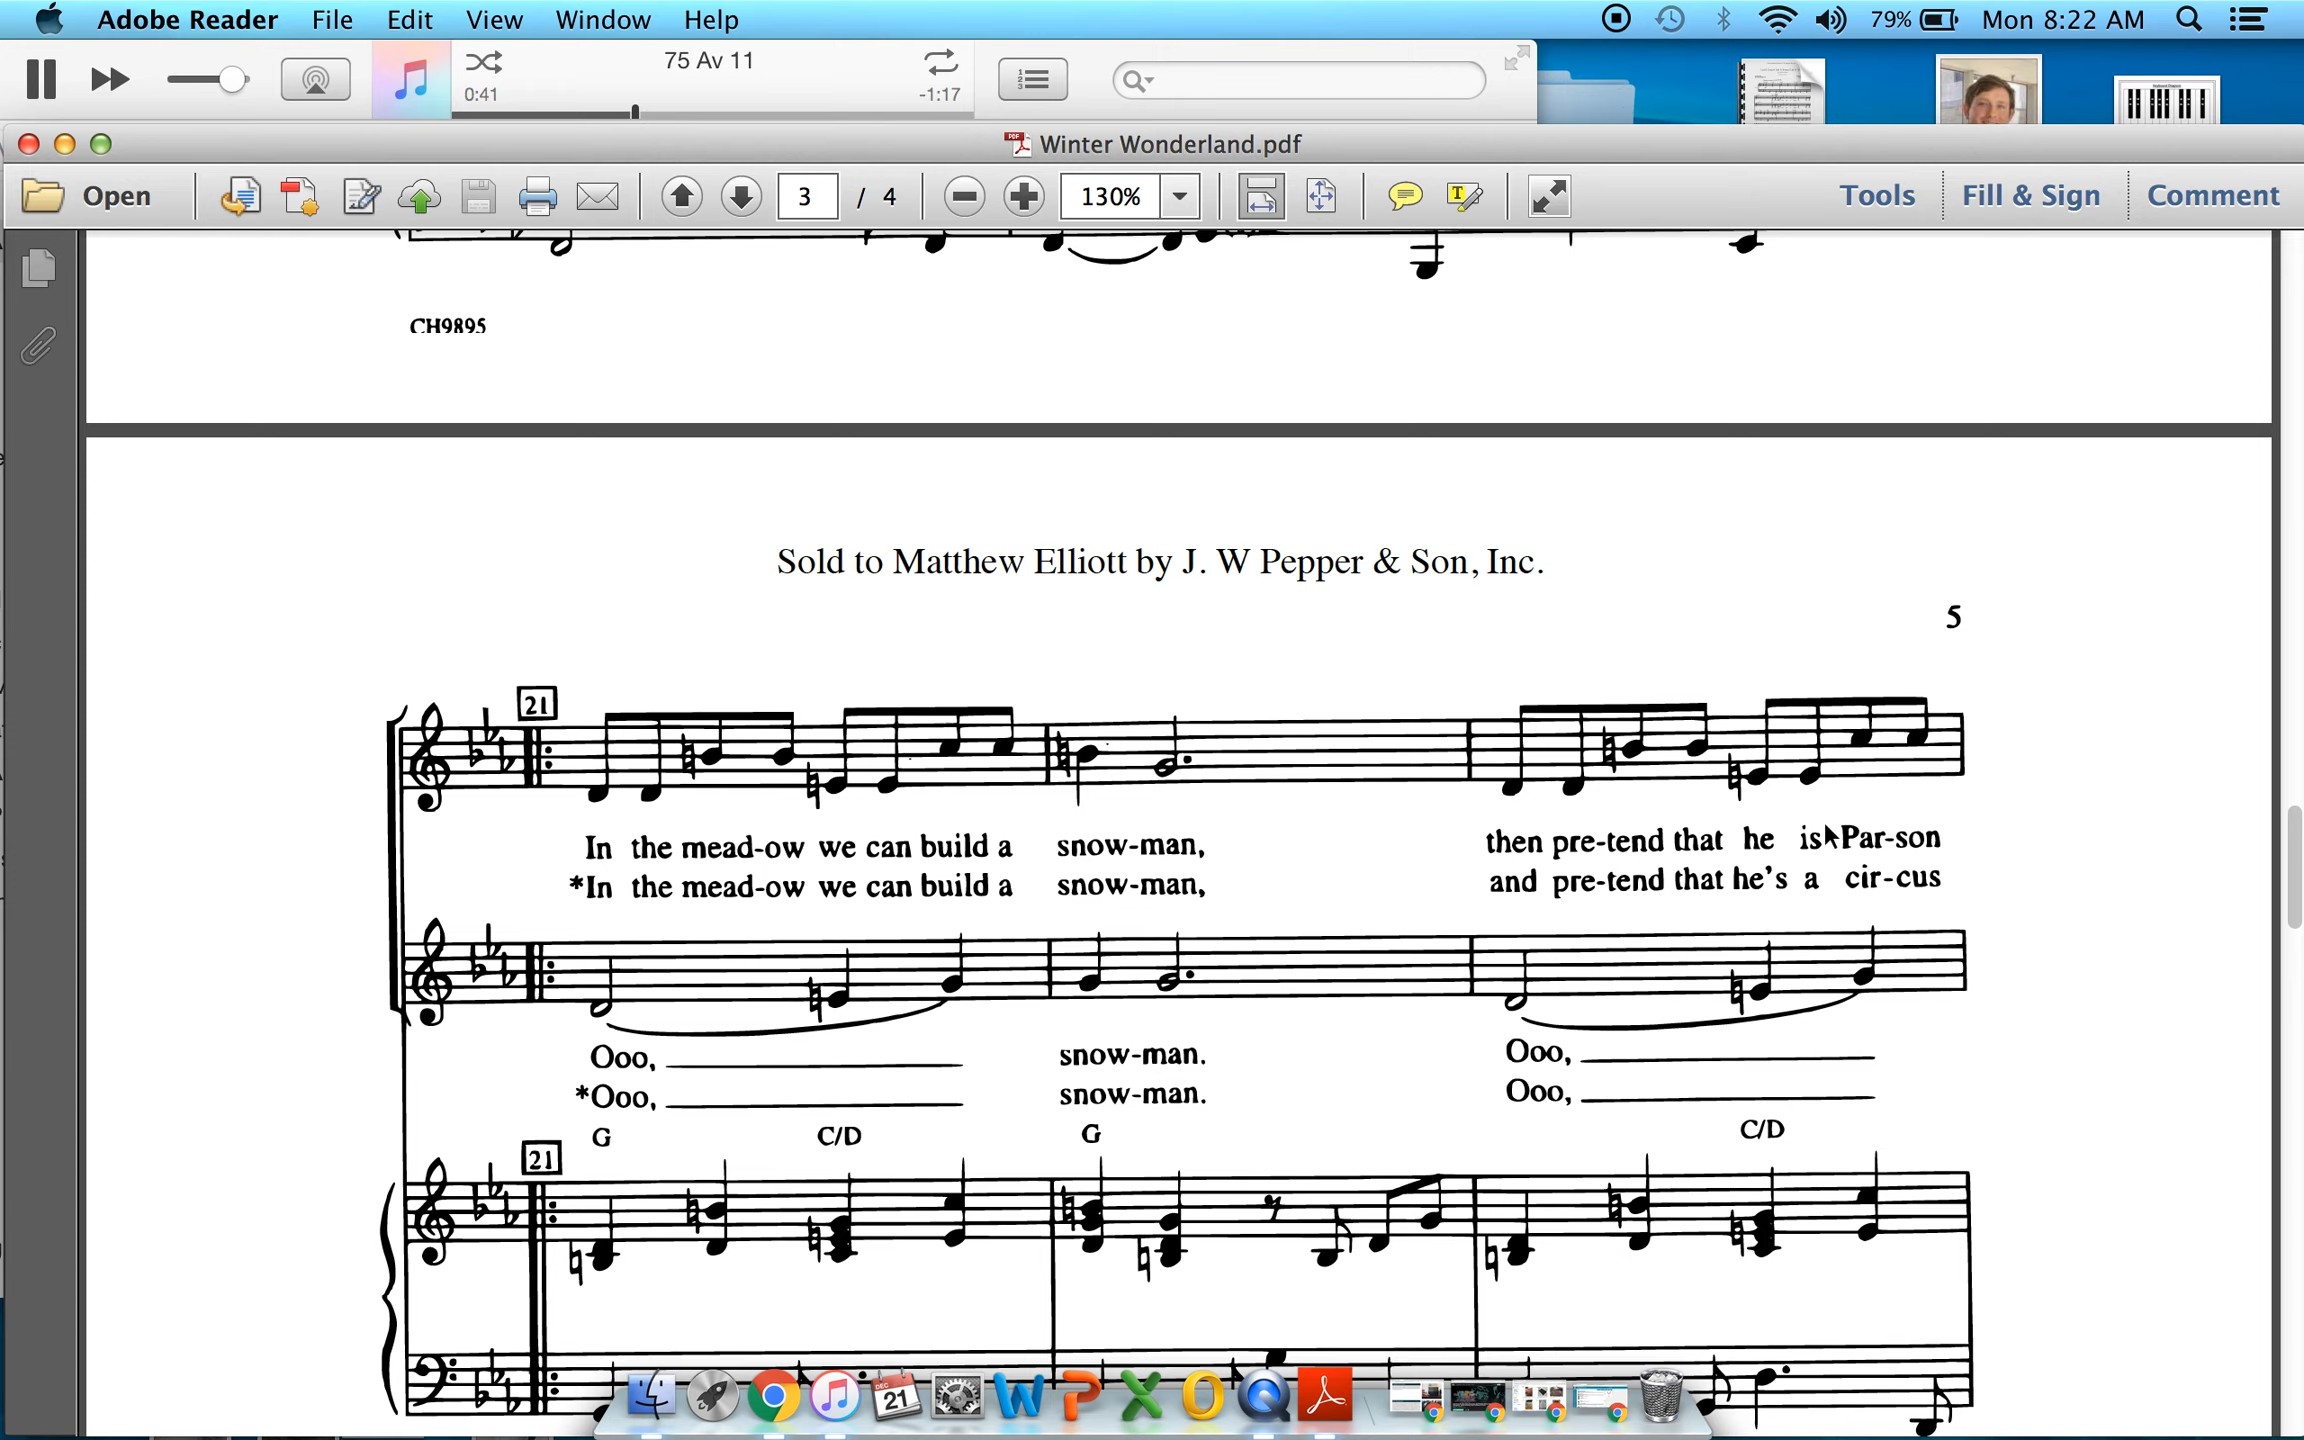 Adobe Reader File Edit View Window Help 79% Mon 8:22 AM
75 Av 11
0:41 -1:17
Winter Wonderland.pdf
Open 3 / 4 130% Tools Fill & Sign Comment
CH9895
Sold to Matthew Elliott by J. W Pepper & Son, Inc.
5
21
In the mead-ow we can build a snow-man, then pre-tend that he is Par-son
*In the mead-ow we can build a snow-man, and pre-tend that he's a cir-cus
Ooo, snow-man. Ooo,
*Ooo, snow-man. Ooo,
G C/D G C/D
21
DEC
21